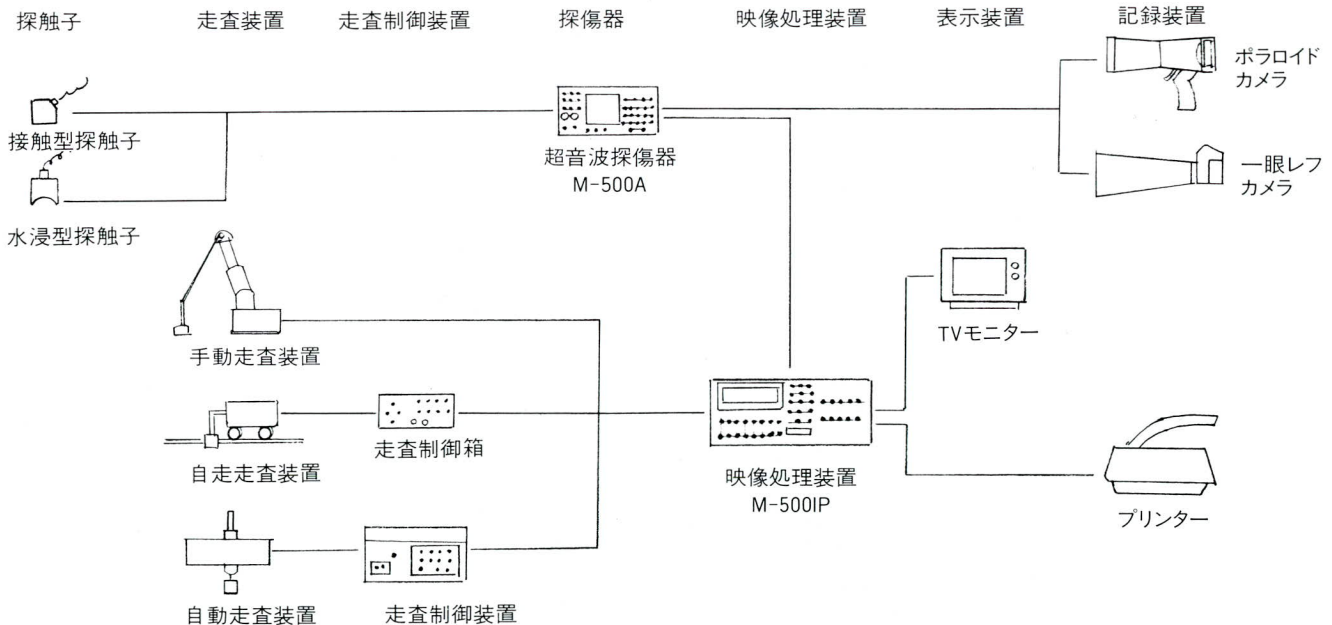 探触子 走査装置 走査制御装置 探傷器 映像処理装置 表示装置 記録装置
ポラロイド
カメラ
接触型探触子
超音波探傷器
M-500A
一眼レフ
カメラ
水浸型探触子
TVモニター
手動走査装置
自走走査装置
走査制御箱
映像処理装置
M-500IP
プリンター
自動走査装置
走査制御装置